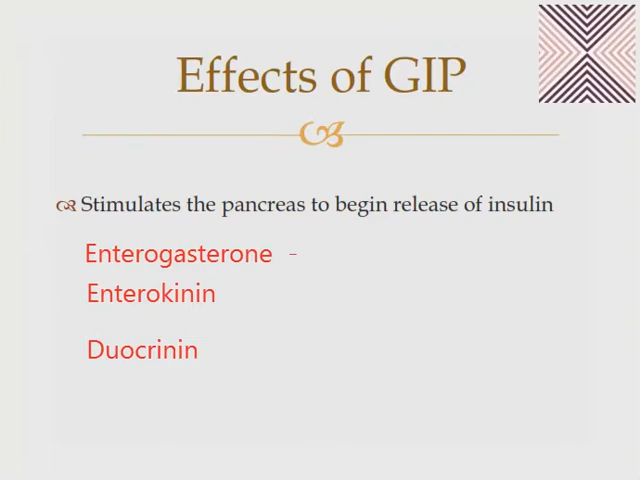 Effects of GIP
Stimulates the pancreas to begin release of insulin
Enterogasterone -
Enterokinin
Duocrinin